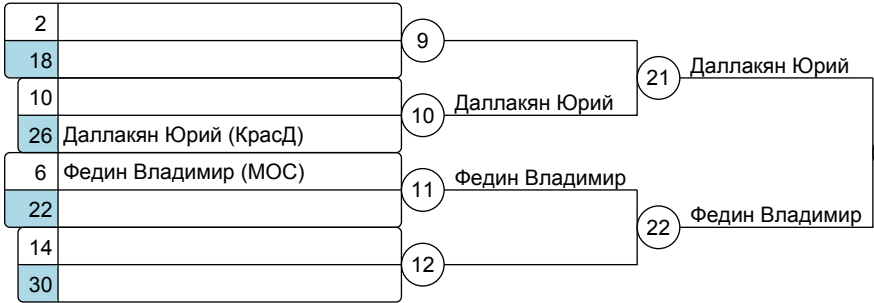 2
9
18
21 Даллакян Юрий
10
10 Даллакян Юрий
26 Даллакян Юрий (КрасД)
6 Федин Владимир (МОС)
11 Федин Владимир
22
22 Федин Владимир
14
12
30